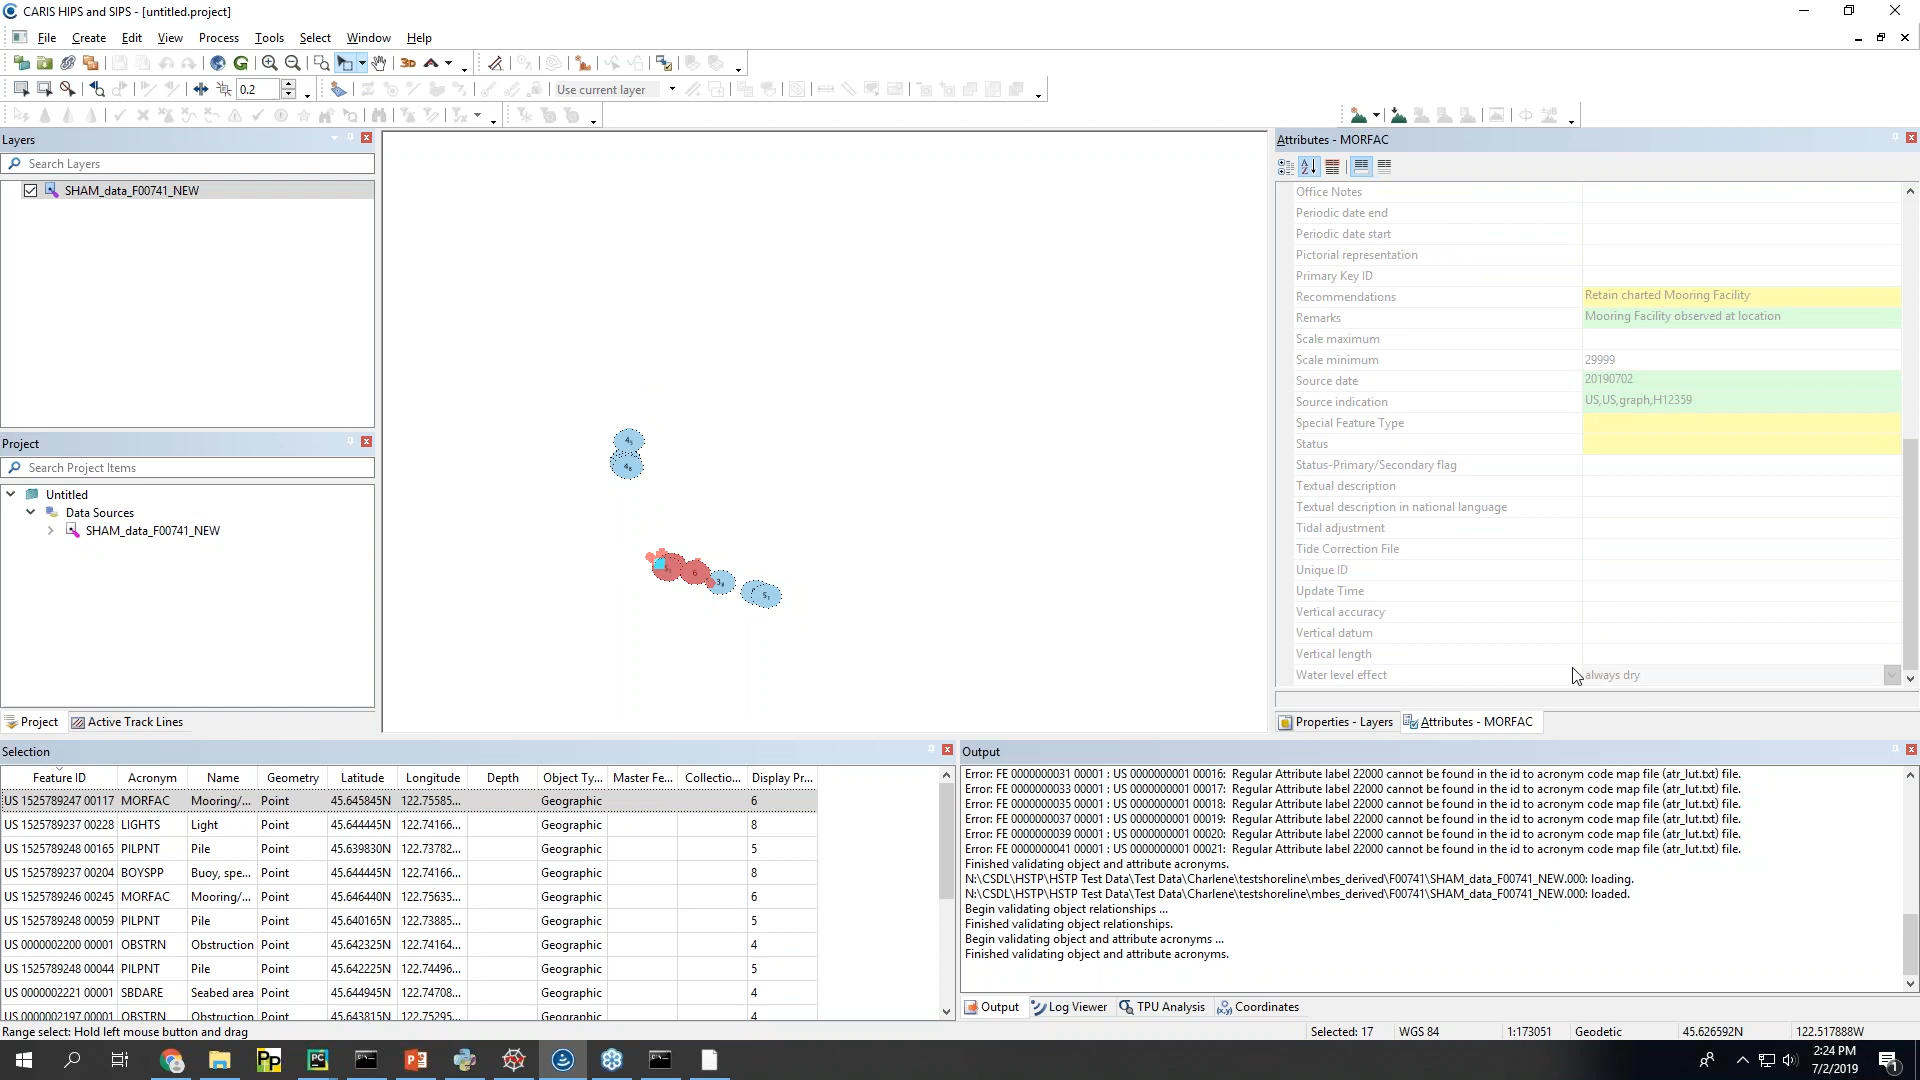 CARIS HIPS and SIPS - [untitled.project]
File Create Edit View Process Tools Select Window Help
3D
0.2 Use current layer
Layers
Search Layers
SHAM_data_F00741_NEW
Project
Search Project Items
Untitled
Data Sources
SHAM_data_F00741_NEW
Project Active Track Lines
4₅
4₈
6
3₉
5₇
Attributes - MORFAC
Office Notes
Periodic date end
Periodic date start
Pictorial representation
Primary Key ID
Recommendations Retain charted Mooring Facility
Remarks Mooring Facility observed at location
Scale maximum
Scale minimum 29999
Source date 20190702
Source indication US,US,graph,H12359
Special Feature Type
Status
Status-Primary/Secondary flag
Textual description
Textual description in national language
Tidal adjustment
Tide Correction File
Unique ID
Update Time
Vertical accuracy
Vertical datum
Vertical length
Water level effect always dry
Properties - Layers Attributes - MORFAC
Selection
Feature ID Acronym Name Geometry Latitude Longitude Depth Object Ty... Master Fe... Collectio... Display Pr...
US 1525789247 00117 MORFAC Mooring/... Point 45.645845N 122.75585... Geographic 6
US 1525789237 00228 LIGHTS Light Point 45.644445N 122.74166... Geographic 8
US 1525789248 00165 PILPNT Pile Point 45.639830N 122.73782... Geographic 5
US 1525789237 00204 BOYSPP Buoy, spe... Point 45.644445N 122.74166... Geographic 8
US 1525789246 00245 MORFAC Mooring/... Point 45.646440N 122.75635... Geographic 6
US 1525789248 00059 PILPNT Pile Point 45.640165N 122.73885... Geographic 5
US 0000002200 00001 OBSTRN Obstruction Point 45.642325N 122.74164... Geographic 4
US 1525789248 00044 PILPNT Pile Point 45.642225N 122.74496... Geographic 5
US 0000002221 00001 SBDARE Seabed area Point 45.644945N 122.74708... Geographic 4
US 0000002197 00001 OBSTRN Obstruction Point 45.643815N 122.75295... Geographic 4
Output
Error: FE 0000000031 00001 : US 0000000001 00016: Regular Attribute label 22000 cannot be found in the id to acronym code map file (atr_lut.txt) file.
Error: FE 0000000033 00001 : US 0000000001 00017: Regular Attribute label 22000 cannot be found in the id to acronym code map file (atr_lut.txt) file.
Error: FE 0000000035 00001 : US 0000000001 00018: Regular Attribute label 22000 cannot be found in the id to acronym code map file (atr_lut.txt) file.
Error: FE 0000000037 00001 : US 0000000001 00019: Regular Attribute label 22000 cannot be found in the id to acronym code map file (atr_lut.txt) file.
Error: FE 0000000039 00001 : US 0000000001 00020: Regular Attribute label 22000 cannot be found in the id to acronym code map file (atr_lut.txt) file.
Error: FE 0000000041 00001 : US 0000000001 00021: Regular Attribute label 22000 cannot be found in the id to acronym code map file (atr_lut.txt) file.
Finished validating object and attribute acronyms.
N:\CSDL\HSTP\HSTP Test Data\Test Data\Charlene\testshoreline\mbes_derived\F00741\SHAM_data_F00741_NEW.000: loading.
N:\CSDL\HSTP\HSTP Test Data\Test Data\Charlene\testshoreline\mbes_derived\F00741\SHAM_data_F00741_NEW.000: loaded.
Begin validating object relationships ...
Finished validating object relationships.
Begin validating object and attribute acronyms ...
Finished validating object and attribute acronyms.
Output Log Viewer TPU Analysis Coordinates
Range select: Hold left mouse button and drag Selected: 17 WGS 84 1:173051 Geodetic 45.626592N 122.517888W
2:24 PM
7/2/2019